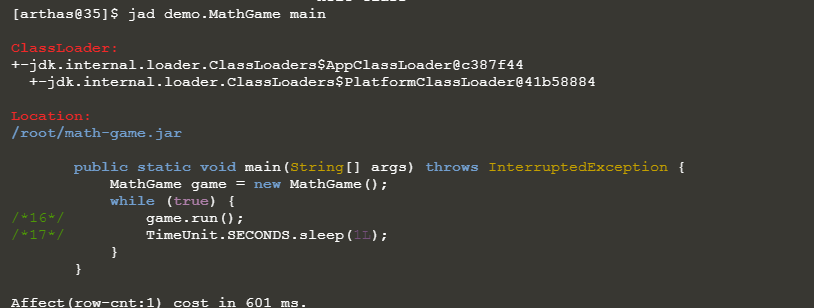 [arthas@35]$ jad demo.MathGame main
ClassLoader:
+-jdk.internal.loader.ClassLoaders$AppClassLoader@c387f44
  +-jdk.internal.loader.ClassLoaders$PlatformClassLoader@41b58884
Location:
/root/math-game.jar
       public static void main(String[] args) throws InterruptedException {
           MathGame game = new MathGame();
           while (true) {
/*16*/         game.run();
/*17*/         TimeUnit.SECONDS.sleep(1L);
           }
       }
Affect(row-cnt:1) cost in 601 ms.